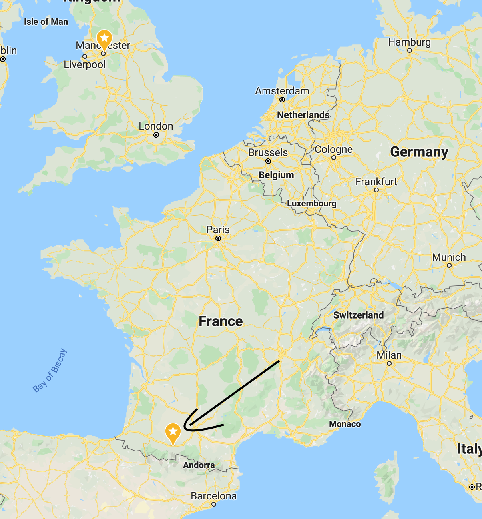 Kingdom
Isle of Man
Manchester
Liverpool
London
Hamburg
Amsterdam
Netherlands
Brussels
Cologne
Germany
Belgium
Frankfurt
Luxembourg
Paris
Munich
France
Switzerland
Milan
Bay of Biscay
Monaco
Italy
Andorra
Barcelona